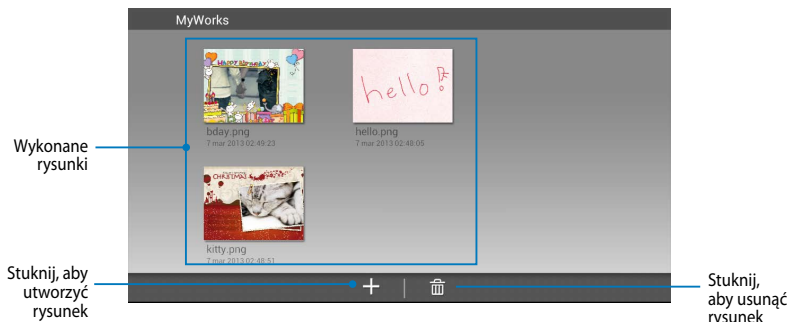 MyWorks
HAPPY BIRTHDAY
hello!
bday.png
7 mar 2013 02:49:23
hello.png
7 mar 2013 02:48:05
Wykonane
rysunki
CHRISTMAS
kitty.png
7 mar 2013 02:48:51
Stuknij, aby
utworzyć
rysunek
Stuknij,
aby usunąć
rysunek